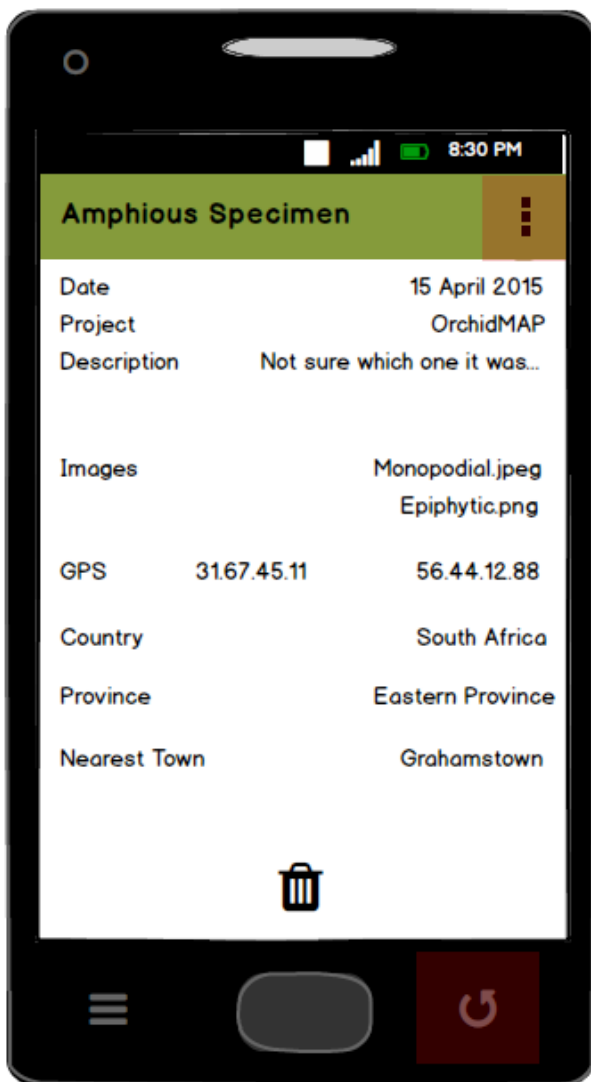 8:30 PM
Amphious Specimen
Date 15 April 2015
Project OrchidMAP
Description Not sure which one it was...
Images Monopodial.jpeg
Epiphytic.png
GPS 31.67.45.11 56.44.12.88
Country South Africa
Province Eastern Province
Nearest Town Grahamstown